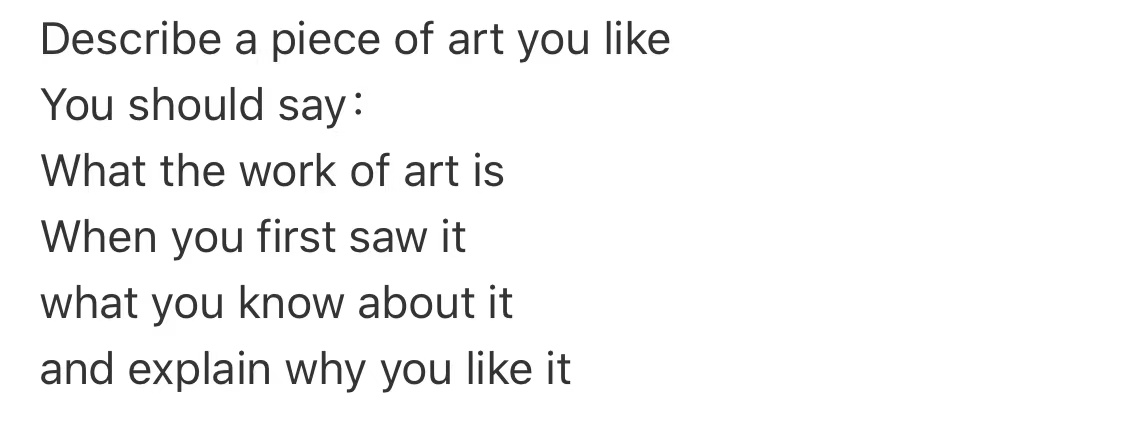 Describe a piece of art you like
You should say：
What the work of art is
When you first saw it
what you know about it
and explain why you like it